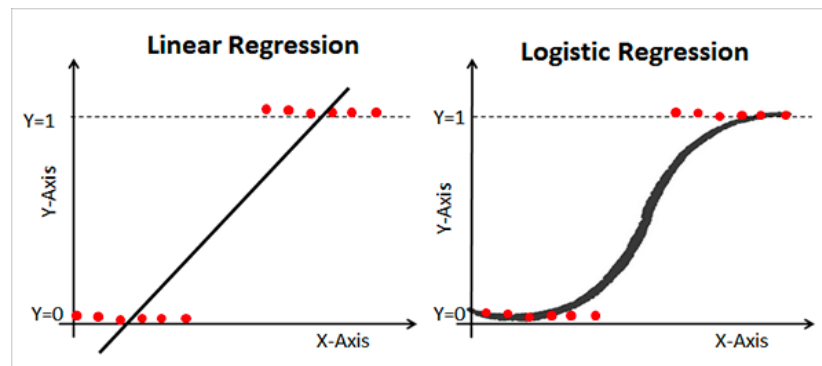 Linear Regression
Y=1
Y-Axis
Y=0
X-Axis
Logistic Regression
Y=1
Y-Axis
Y=0
X-Axis